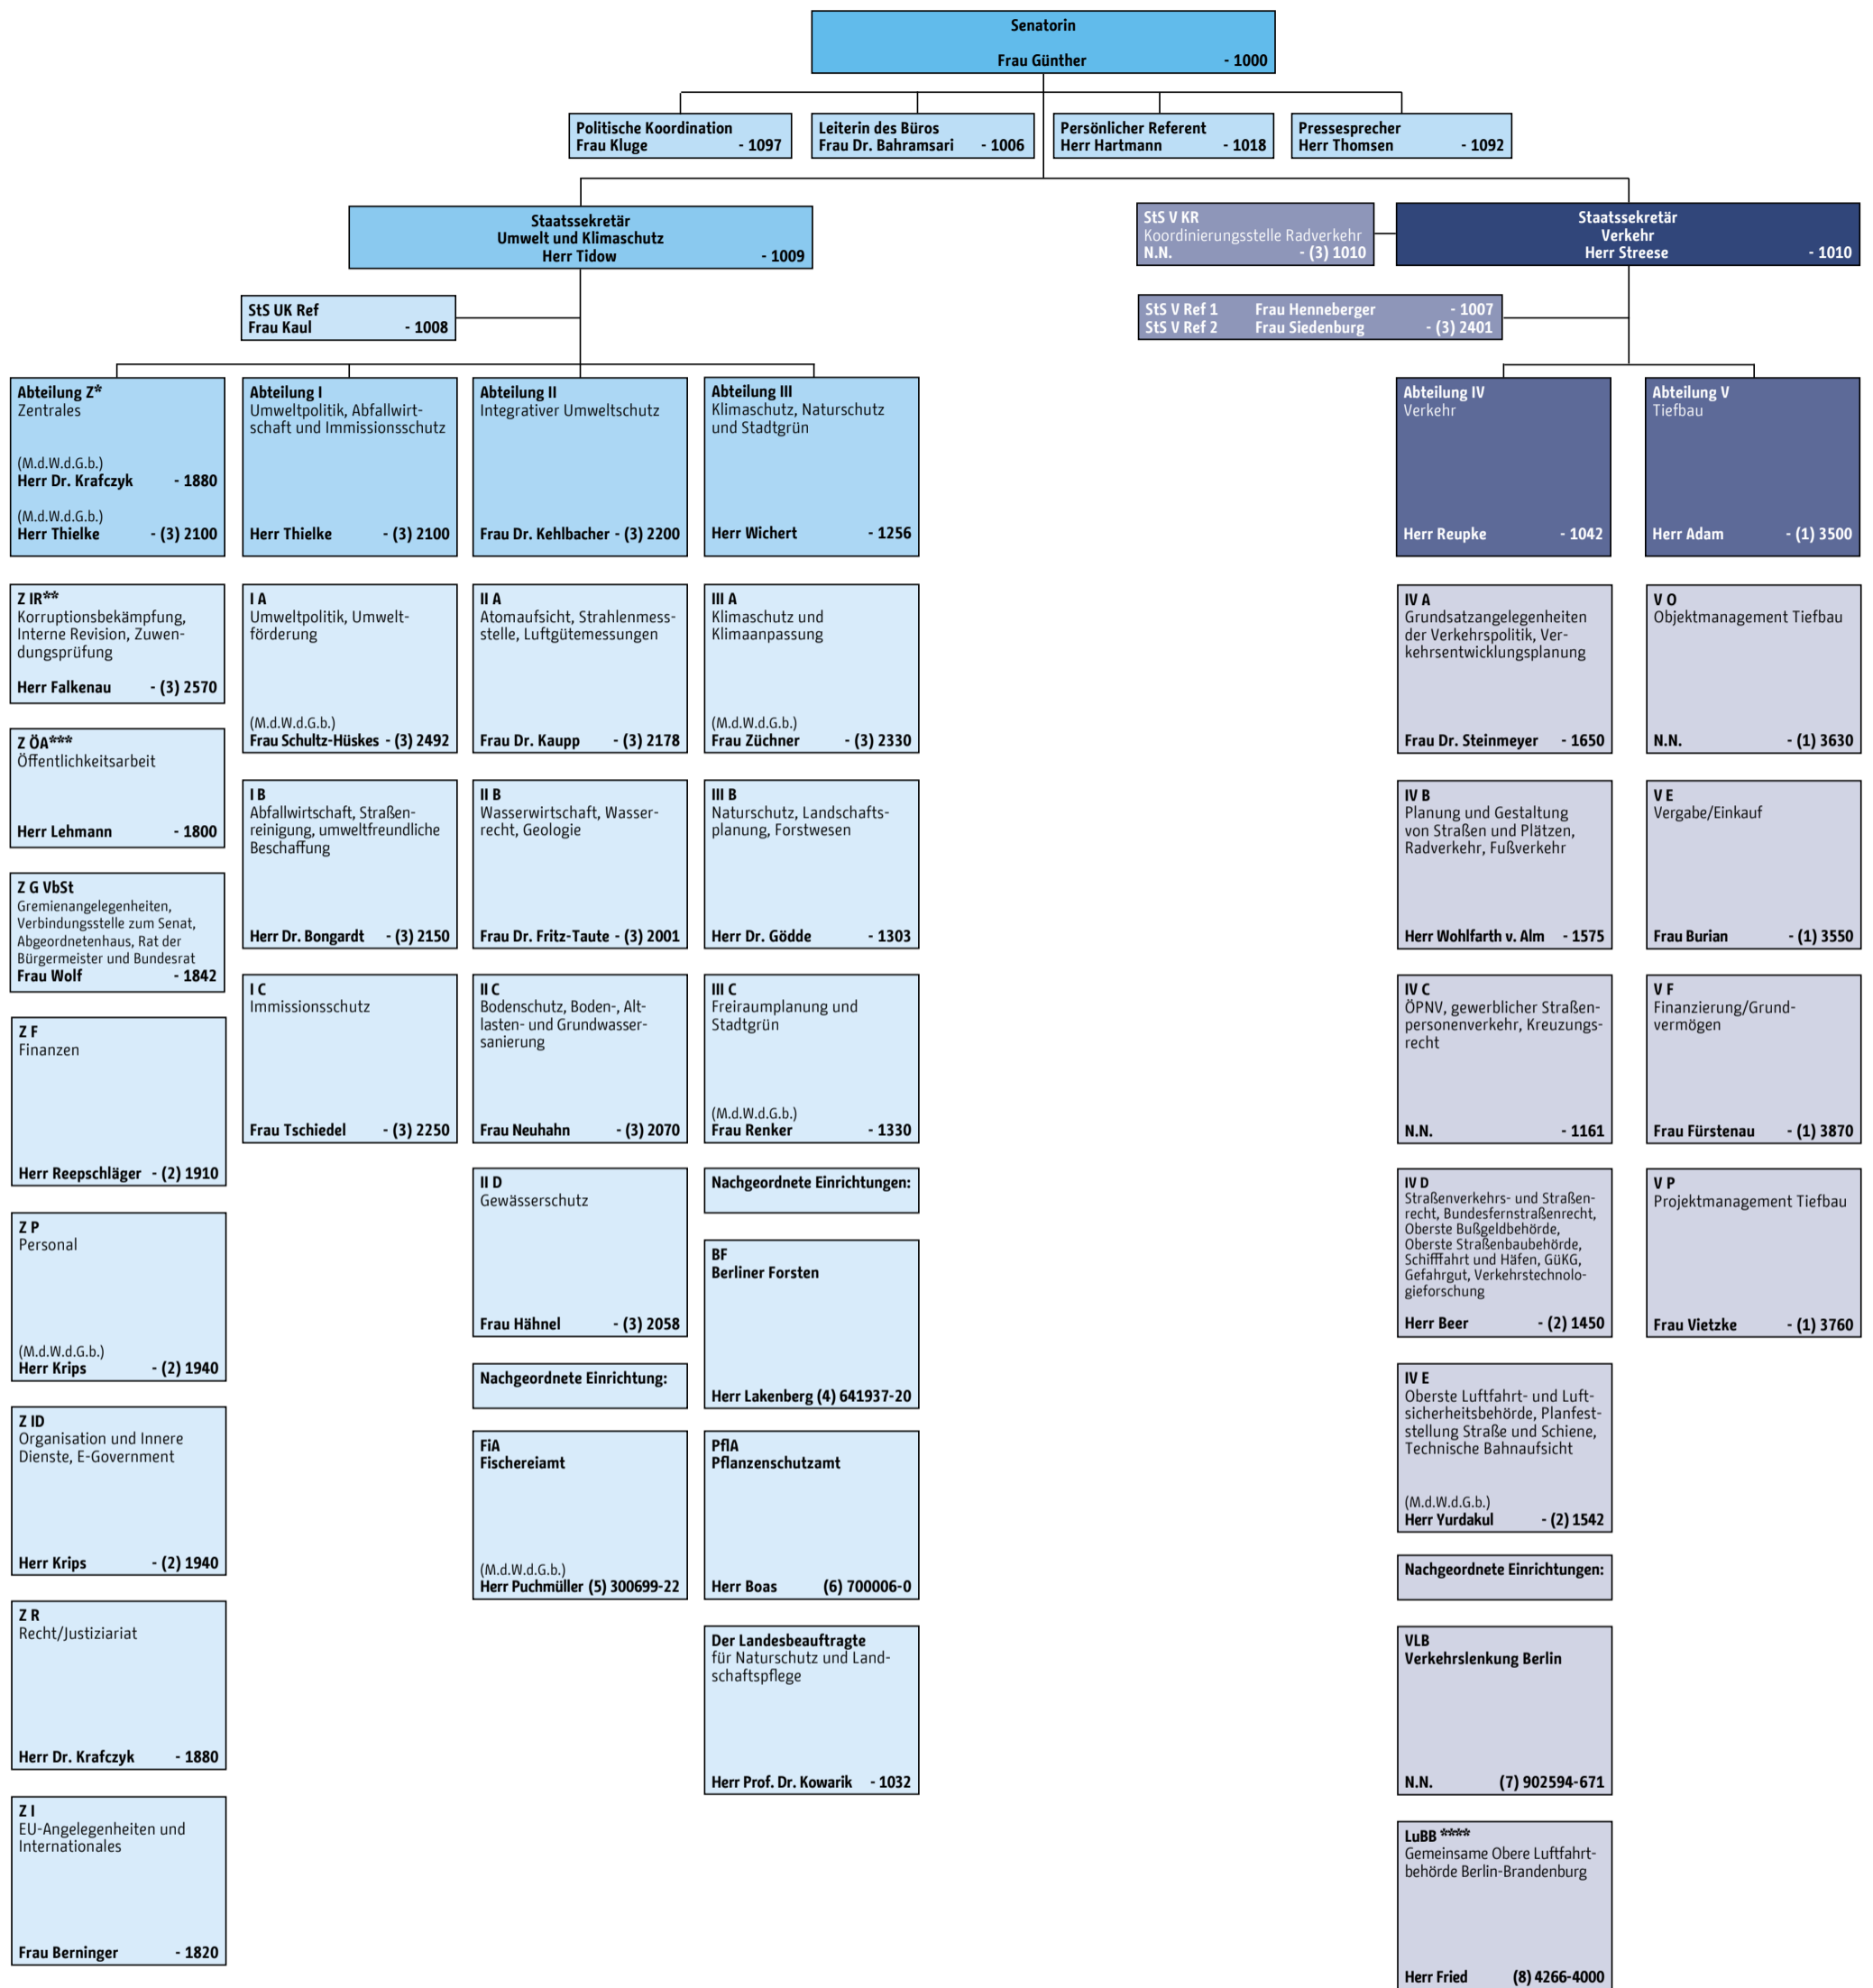 Senatorin
Frau Günther - 1000
Politische Koordination
Frau Kluge - 1097
Leiterin des Büros
Frau Dr. Bahramsari - 1006
Persönlicher Referent
Herr Hartmann - 1018
Pressesprecher
Herr Thomsen - 1092
Staatssekretär
Umwelt und Klimaschutz
Herr Tidow - 1009
StS V KR
Koordinierungsstelle Radverkehr
N.N. - (3) 1010
Staatssekretär
Verkehr
Herr Streese - 1010
StS UK Ref
Frau Kaul - 1008
StS V Ref 1 Frau Henneberger - 1007
StS V Ref 2 Frau Siedenburg - (3) 2401
Abteilung Z*
Zentrales
(M.d.W.d.G.b.)
Herr Dr. Krafczyk - 1880
(M.d.W.d.G.b.)
Herr Thielke - (3) 2100
Z IR**
Korruptionsbekämpfung,
Interne Revision, Zuwen-
dungsprüfung
Herr Falkenau - (3) 2570
Z ÖA***
Öffentlichkeitsarbeit
Herr Lehmann - 1800
Z G VbSt
Gremienangelegenheiten,
Verbindungsstelle zum Senat,
Abgeordnetenhaus, Rat der
Bürgermeister und Bundesrat
Frau Wolf - 1842
Z F
Finanzen
Herr Reepschläger - (2) 1910
Z P
Personal
(M.d.W.d.G.b.)
Herr Krips - (2) 1940
Z ID
Organisation und Innere
Dienste, E-Government
Herr Krips - (2) 1940
Z R
Recht/Justiziariat
Herr Dr. Krafczyk - 1880
Z I
EU-Angelegenheiten und
Internationales
Frau Berninger - 1820
Abteilung I
Umweltpolitik, Abfallwirt-
schaft und Immissionsschutz
Herr Thielke - (3) 2100
I A
Umweltpolitik, Umwelt-
förderung
(M.d.W.d.G.b.)
Frau Schultz-Hüskes - (3) 2492
I B
Abfallwirtschaft, Straßen-
reinigung, umweltfreundliche
Beschaffung
Herr Dr. Bongardt - (3) 2150
I C
Immissionsschutz
Frau Tschiedel - (3) 2250
Abteilung II
Integrativer Umweltschutz
Frau Dr. Kehlbacher - (3) 2200
II A
Atomaufsicht, Strahlenmess-
stelle, Luftgütemessungen
Frau Dr. Kaupp - (3) 2178
II B
Wasserwirtschaft, Wasser-
recht, Geologie
Frau Dr. Fritz-Taute - (3) 2001
II C
Bodenschutz, Boden-, Alt-
lasten- und Grundwasser-
sanierung
Frau Neuhahn - (3) 2070
II D
Gewässerschutz
Frau Hähnel - (3) 2058
Nachgeordnete Einrichtung:
FiA
Fischereiamt
(M.d.W.d.G.b.)
Herr Puchmüller (5) 300699-22
Abteilung III
Klimaschutz, Naturschutz
und Stadtgrün
Herr Wichert - 1256
III A
Klimaschutz und
Klimaanpassung
(M.d.W.d.G.b.)
Frau Züchner - (3) 2330
III B
Naturschutz, Landschafts-
planung, Forstwesen
Herr Dr. Gödde - 1303
III C
Freiraumplanung und
Stadtgrün
(M.d.W.d.G.b.)
Frau Renker - 1330
Nachgeordnete Einrichtungen:
BF
Berliner Forsten
Herr Lakenberg (4) 641937-20
PflA
Pflanzenschutzamt
Herr Boas (6) 700006-0
Der Landesbeauftragte
für Naturschutz und Land-
schaftspflege
Herr Prof. Dr. Kowarik - 1032
Abteilung IV
Verkehr
Herr Reupke - 1042
IV A
Grundsatzangelegenheiten
der Verkehrspolitik, Ver-
kehrsentwicklungsplanung
Frau Dr. Steinmeyer - 1650
IV B
Planung und Gestaltung
von Straßen und Plätzen,
Radverkehr, Fußverkehr
Herr Wohlfarth v. Alm - 1575
IV C
ÖPNV, gewerblicher Straßen-
personenverkehr, Kreuzungs-
recht
N.N. - 1161
IV D
Straßenverkehrs- und Straßen-
recht, Bundesfernstraßenrecht,
Oberste Bußgeldbehörde,
Oberste Straßenbaubehörde,
Schifffahrt und Häfen, GüKG,
Gefahrgut, Verkehrstechnolo-
gieforschung
Herr Beer - (2) 1450
IV E
Oberste Luftfahrt- und Luft-
sicherheitsbehörde, Planfest-
stellung Straße und Schiene,
Technische Bahnaufsicht
(M.d.W.d.G.b.)
Herr Yurdakul - (2) 1542
Nachgeordnete Einrichtungen:
VLB
Verkehrslenkung Berlin
N.N. (7) 902594-671
LuBB ****
Gemeinsame Obere Luftfahrt-
behörde Berlin-Brandenburg
Herr Fried (8) 4266-4000
Abteilung V
Tiefbau
Herr Adam - (1) 3500
V O
Objektmanagement Tiefbau
N.N. - (1) 3630
V E
Vergabe/Einkauf
Frau Burian - (1) 3550
V F
Finanzierung/Grund-
vermögen
Frau Fürstenau - (1) 3870
V P
Projektmanagement Tiefbau
Frau Vietzke - (1) 3760